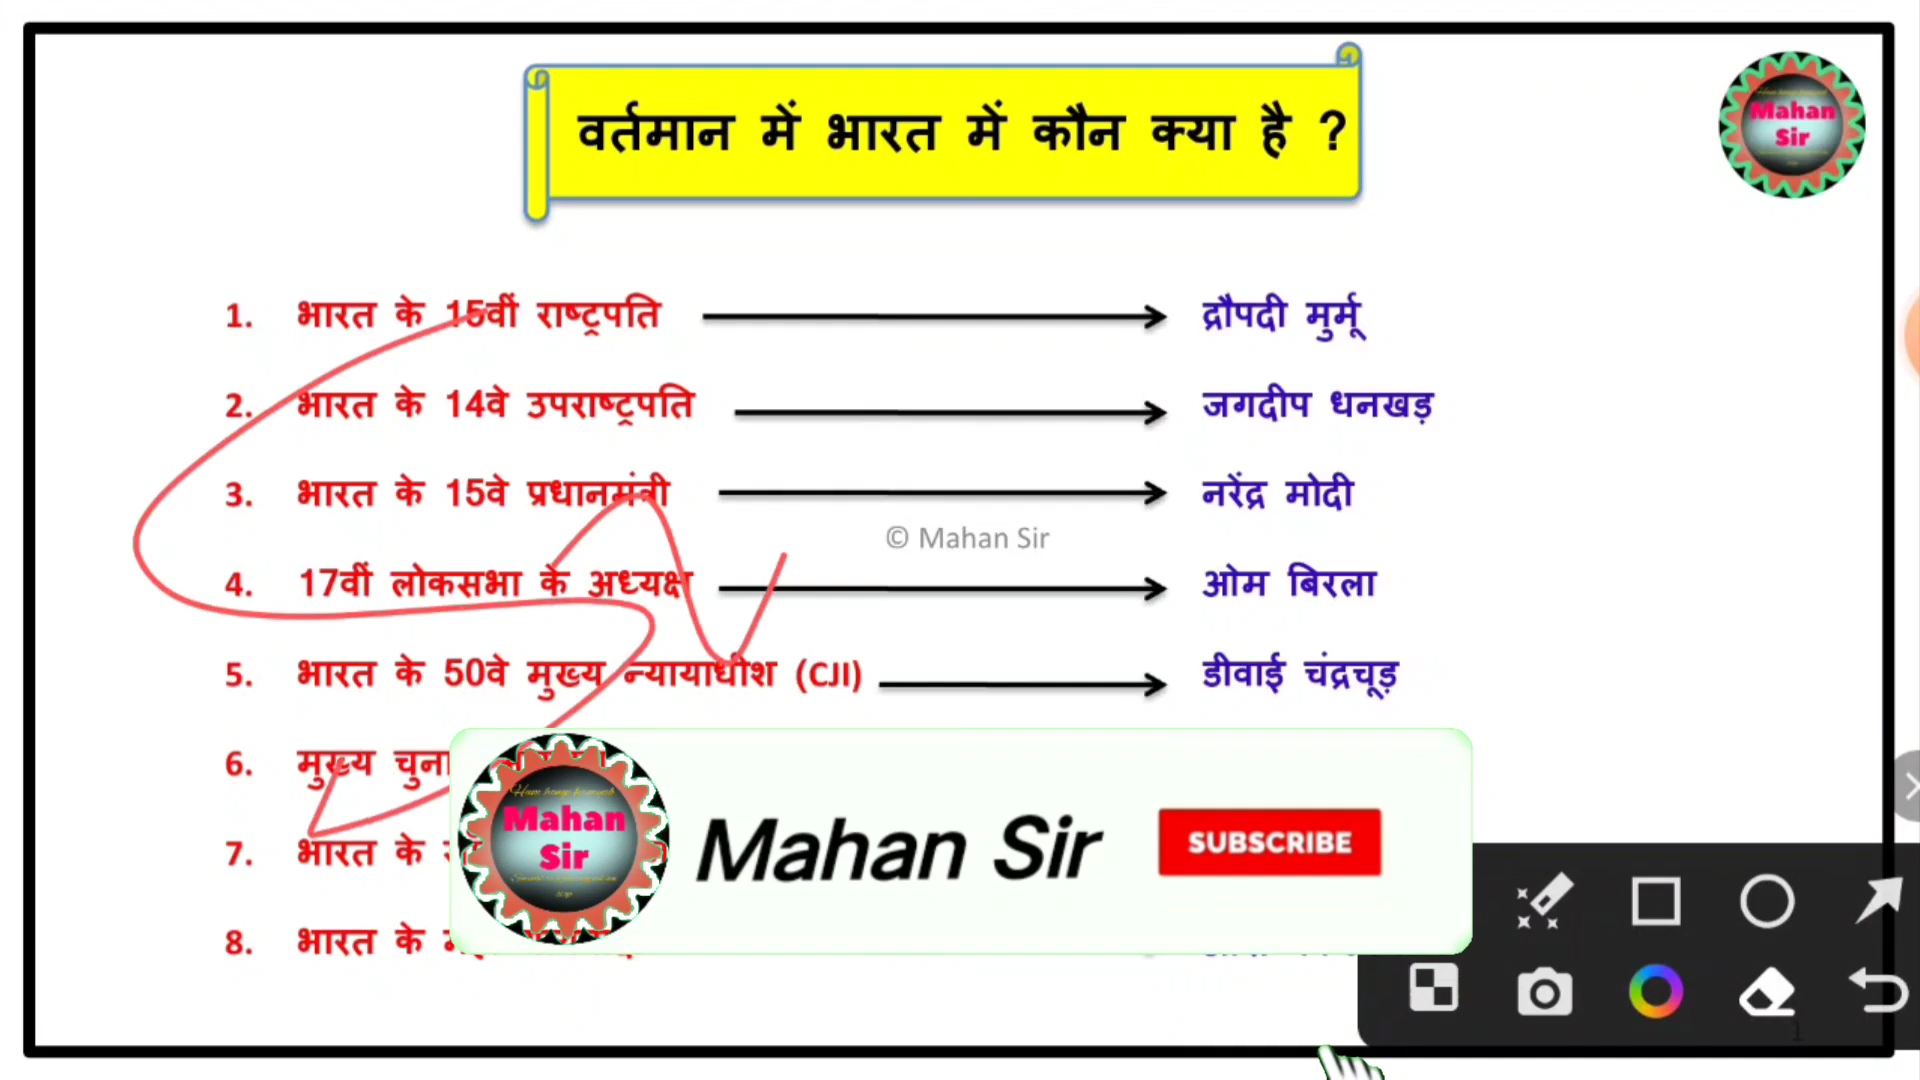 वर्तमान में भारत में कौन क्या है ?
Mahan
Sir
1. भारत के 15वीं राष्ट्रपति द्रौपदी मुर्मू
2. भारत के 14वे उपराष्ट्रपति जगदीप धनखड़
3. भारत के 15वे प्रधानमंत्री नरेंद्र मोदी
© Mahan Sir
4. 17वीं लोकसभा के अध्यक्ष ओम बिरला
5. भारत के 50वे मुख्य न्यायाधीश (CJI) डीवाई चंद्रचूड़
6. मुख्य
7. भारत के
8. भारत के
Mahan
Sir
Mahan Sir
SUBSCRIBE
1